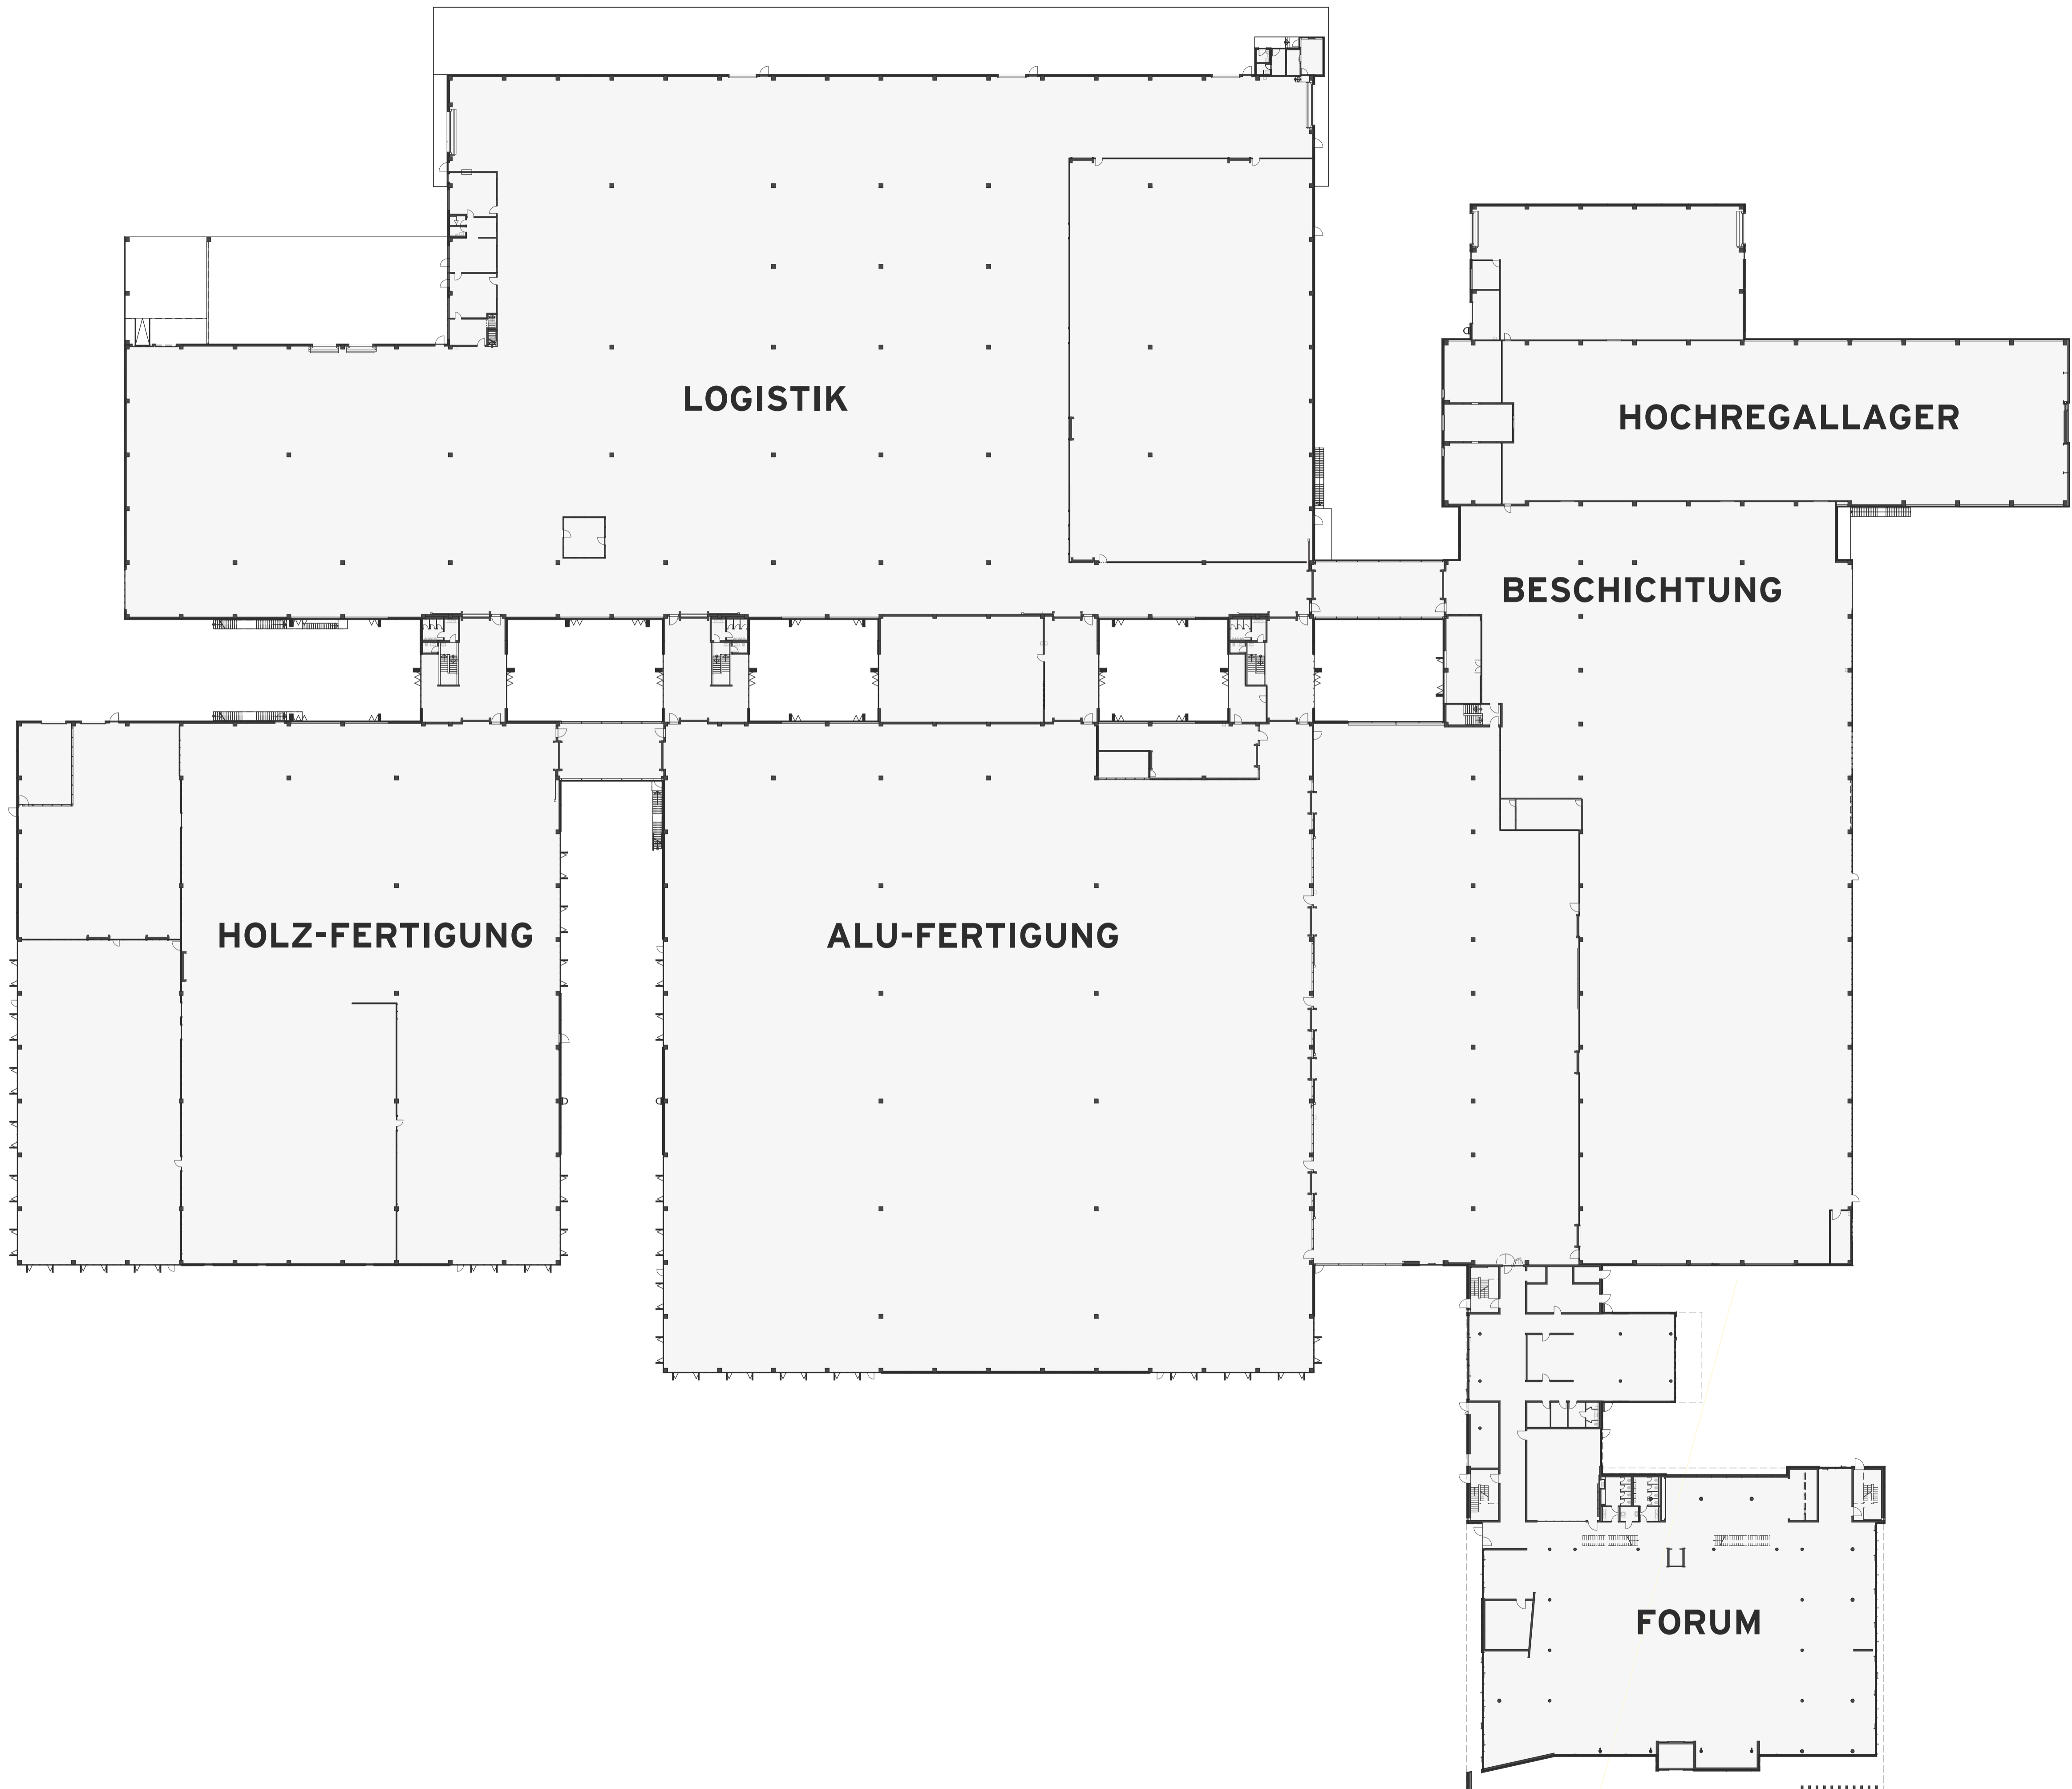 LOGISTIK
HOCHREGALLAGER
BESCHICHTUNG
HOLZ-FERTIGUNG
ALU-FERTIGUNG
FORUM